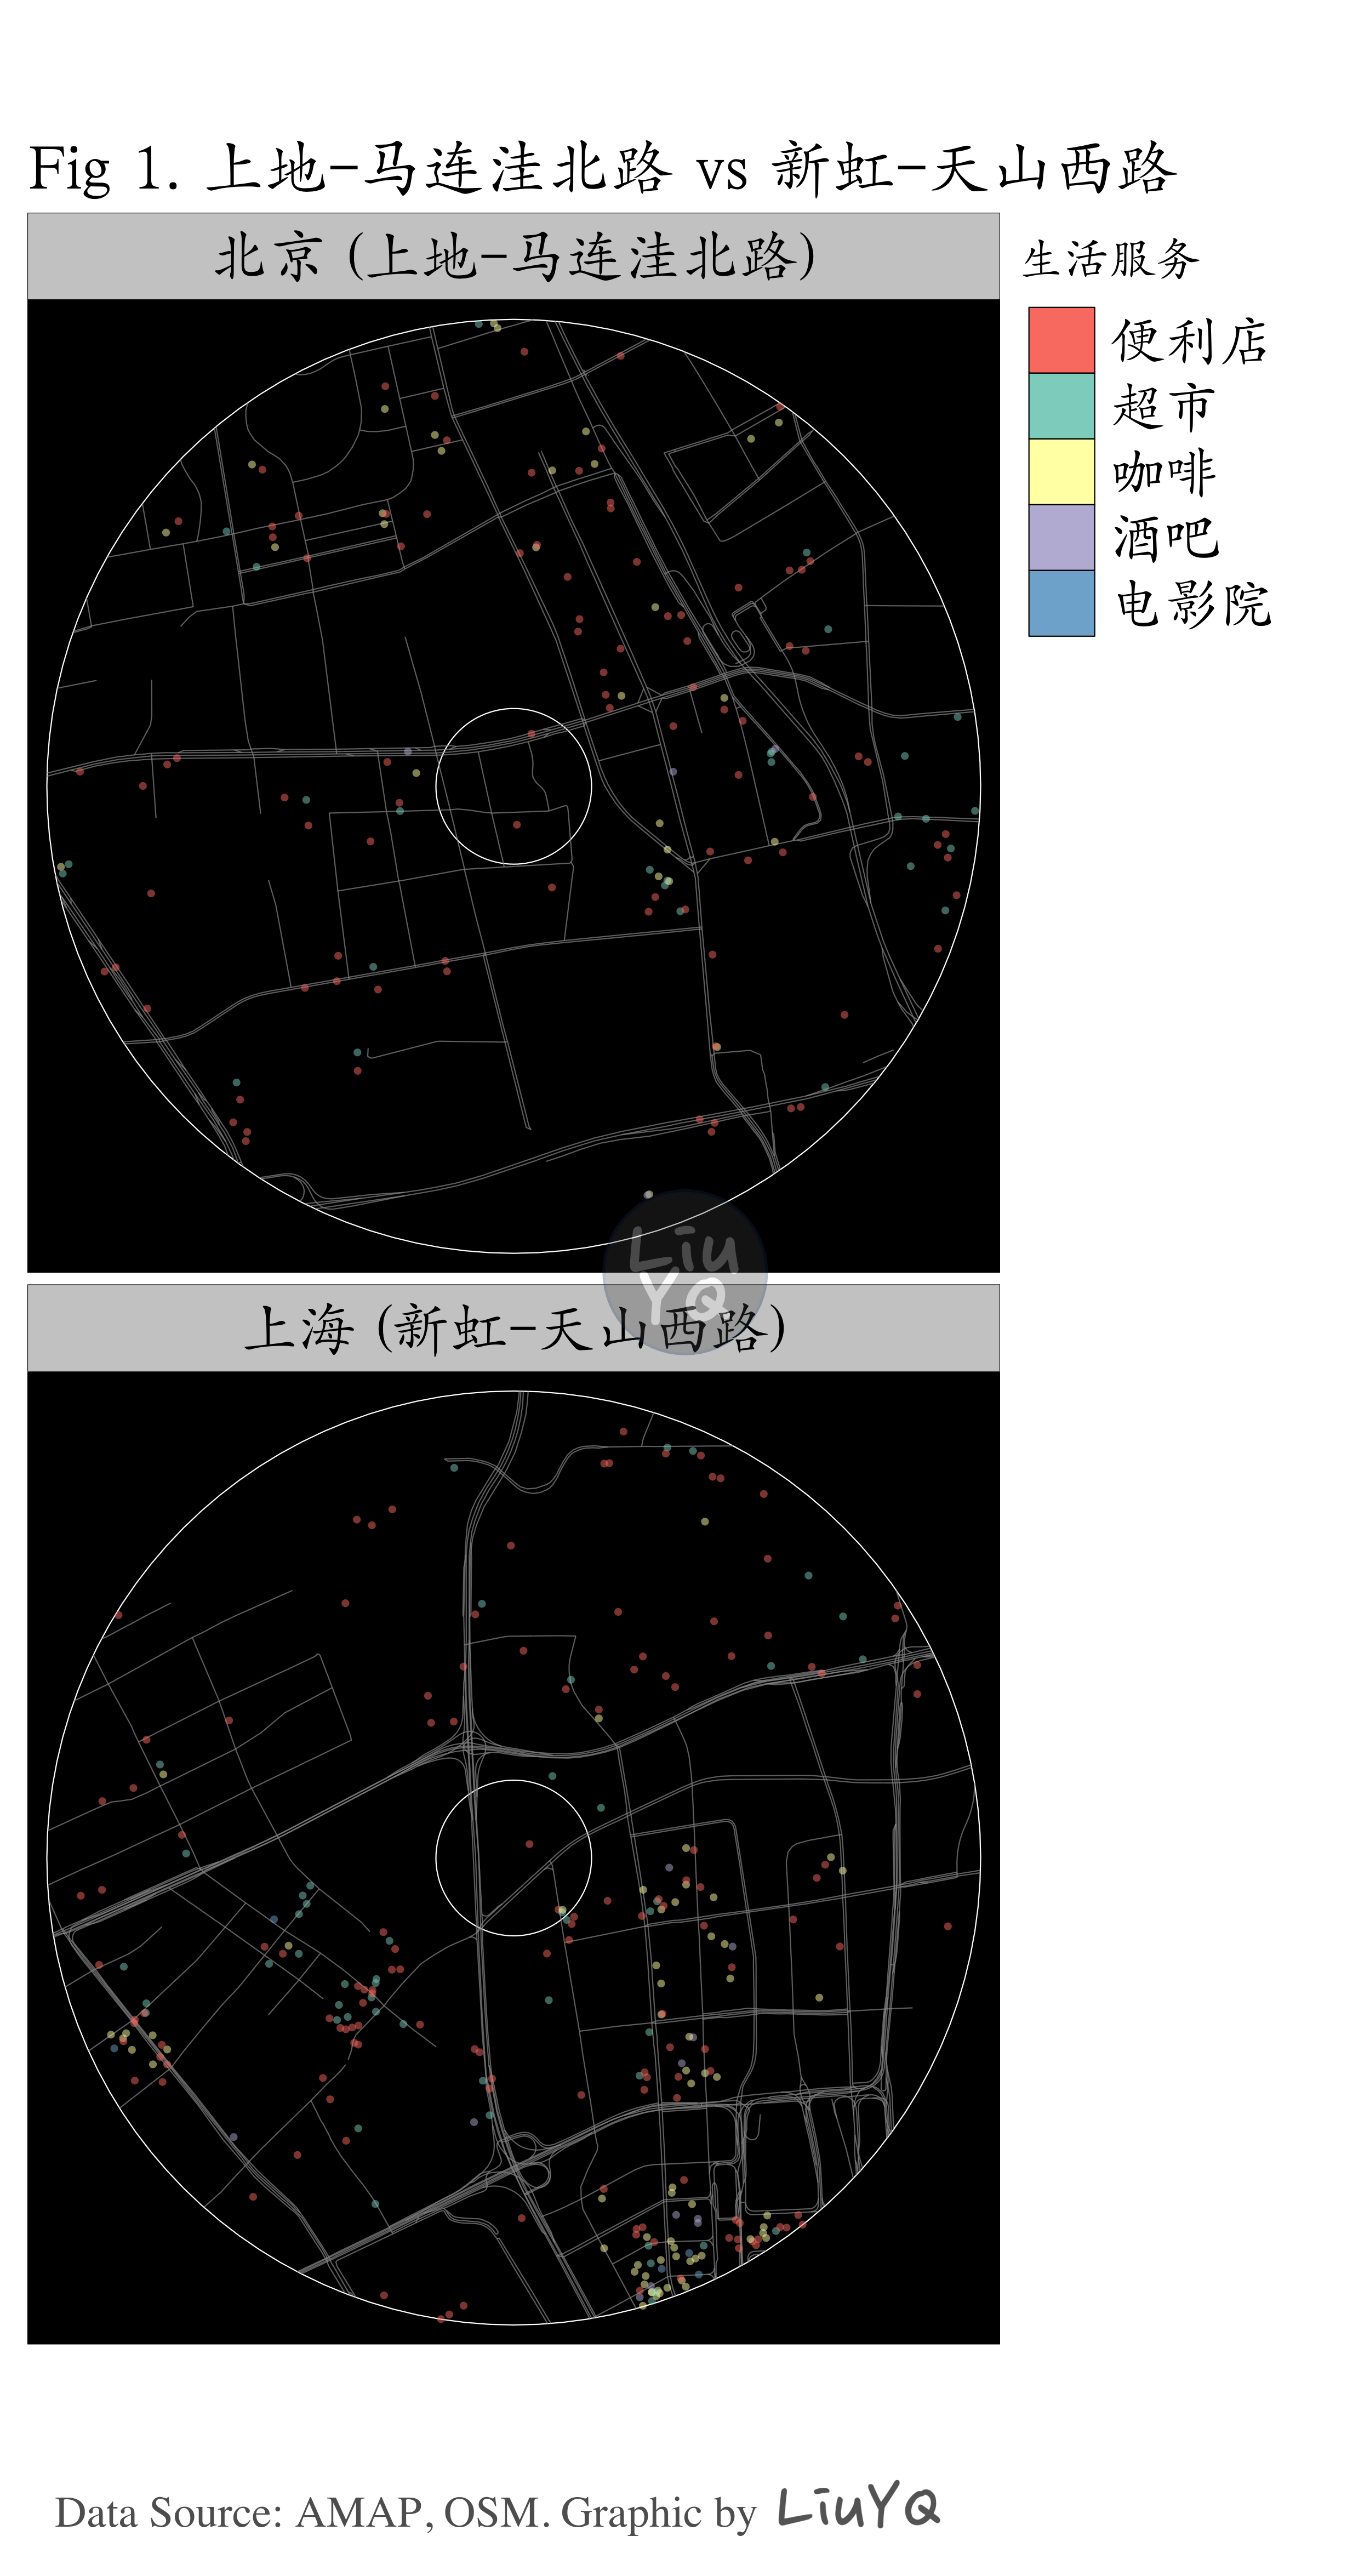 Fig 1. 上地-马连洼北路 vs 新虹-天山西路
北京 (上地-马连洼北路)
生活服务
便利店
超市
咖啡
酒吧
电影院
Liu
YQ
上海 (新虹-天山西路)
Data Source: AMAP, OSM. Graphic by LiuYQ